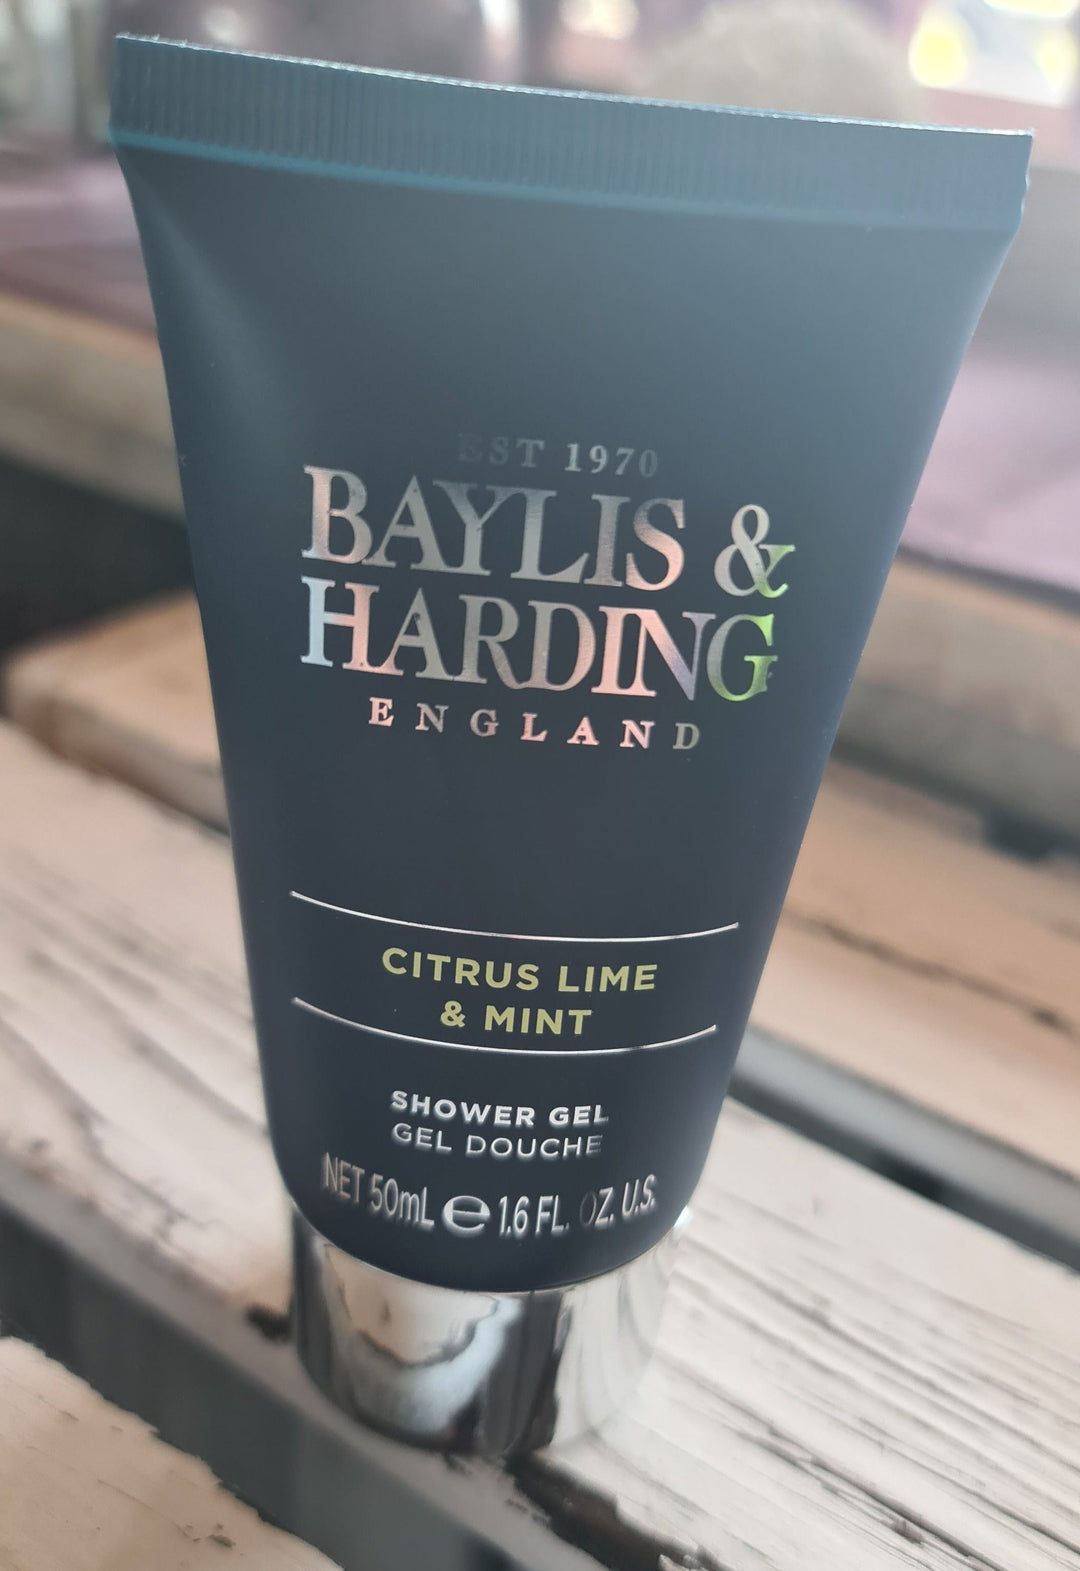 EST 1970
BAYLIS &
HARDING
ENGLAND
CITRUS LIME
& MINT
SHOWER GEL
GEL DOUCHE
NET 50mL e 1.6 FL. OZ. U.S.